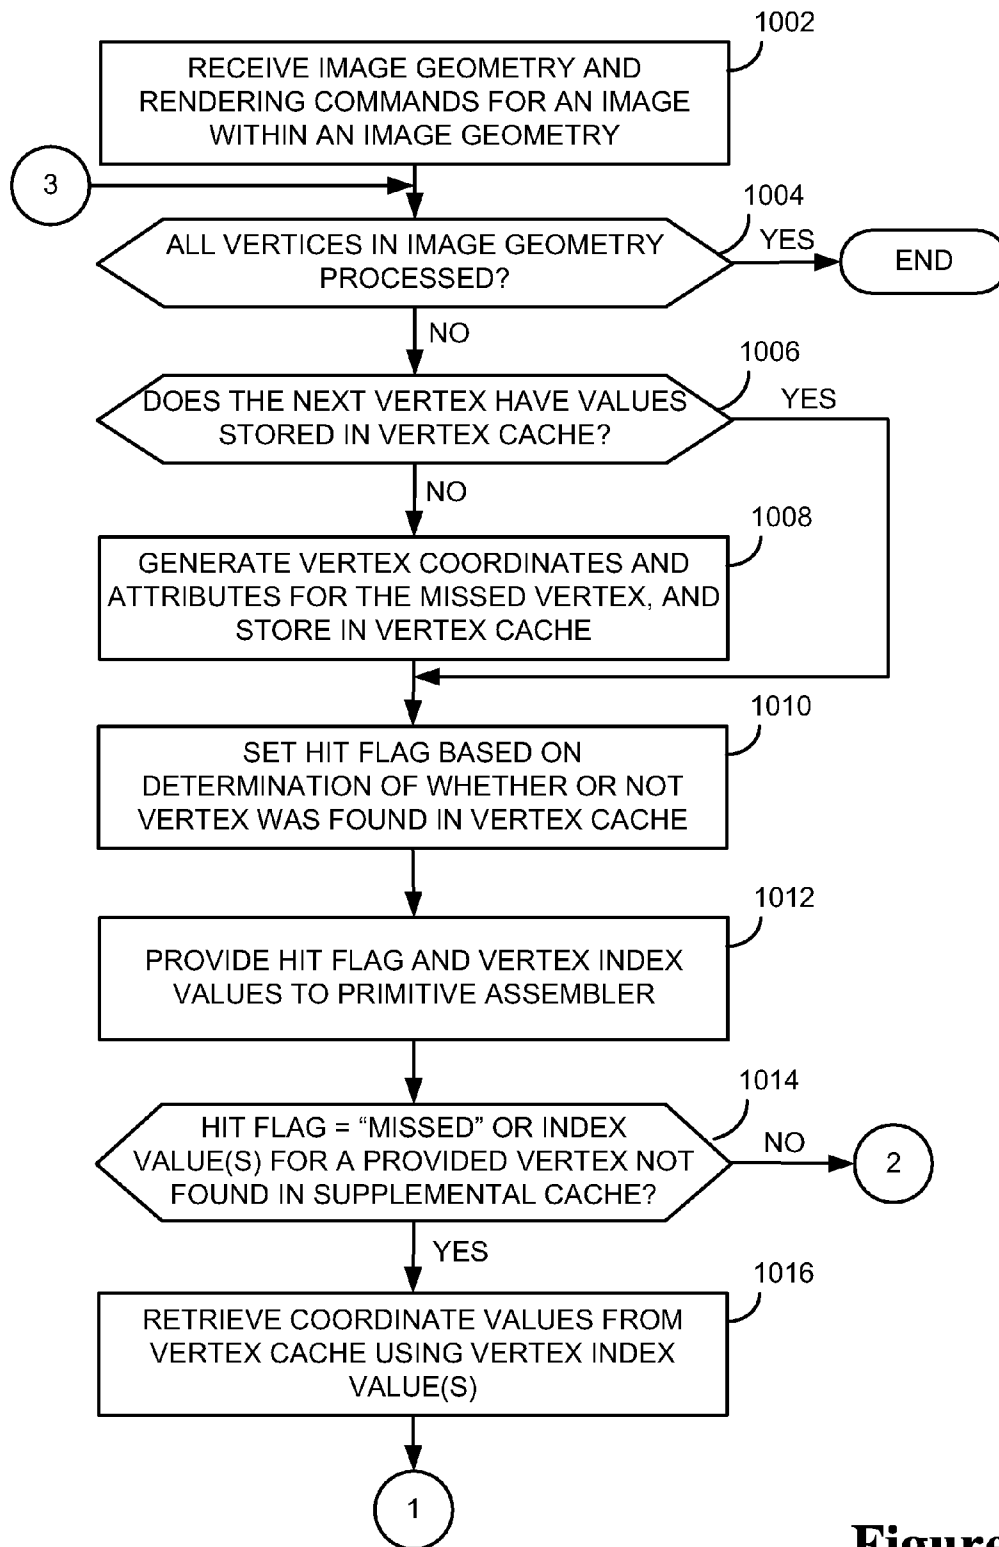 1002
RECEIVE IMAGE GEOMETRY AND
RENDERING COMMANDS FOR AN IMAGE
WITHIN AN IMAGE GEOMETRY
3
1004
ALL VERTICES IN IMAGE GEOMETRY
PROCESSED?
YES
END
NO
1006
DOES THE NEXT VERTEX HAVE VALUES
STORED IN VERTEX CACHE?
YES
NO
1008
GENERATE VERTEX COORDINATES AND
ATTRIBUTES FOR THE MISSED VERTEX, AND
STORE IN VERTEX CACHE
1010
SET HIT FLAG BASED ON
DETERMINATION OF WHETHER OR NOT
VERTEX WAS FOUND IN VERTEX CACHE
1012
PROVIDE HIT FLAG AND VERTEX INDEX
VALUES TO PRIMITIVE ASSEMBLER
1014
HIT FLAG = “MISSED” OR INDEX
VALUE(S) FOR A PROVIDED VERTEX NOT
FOUND IN SUPPLEMENTAL CACHE?
NO
2
YES
1016
RETRIEVE COORDINATE VALUES FROM
VERTEX CACHE USING VERTEX INDEX
VALUE(S)
1
Figure